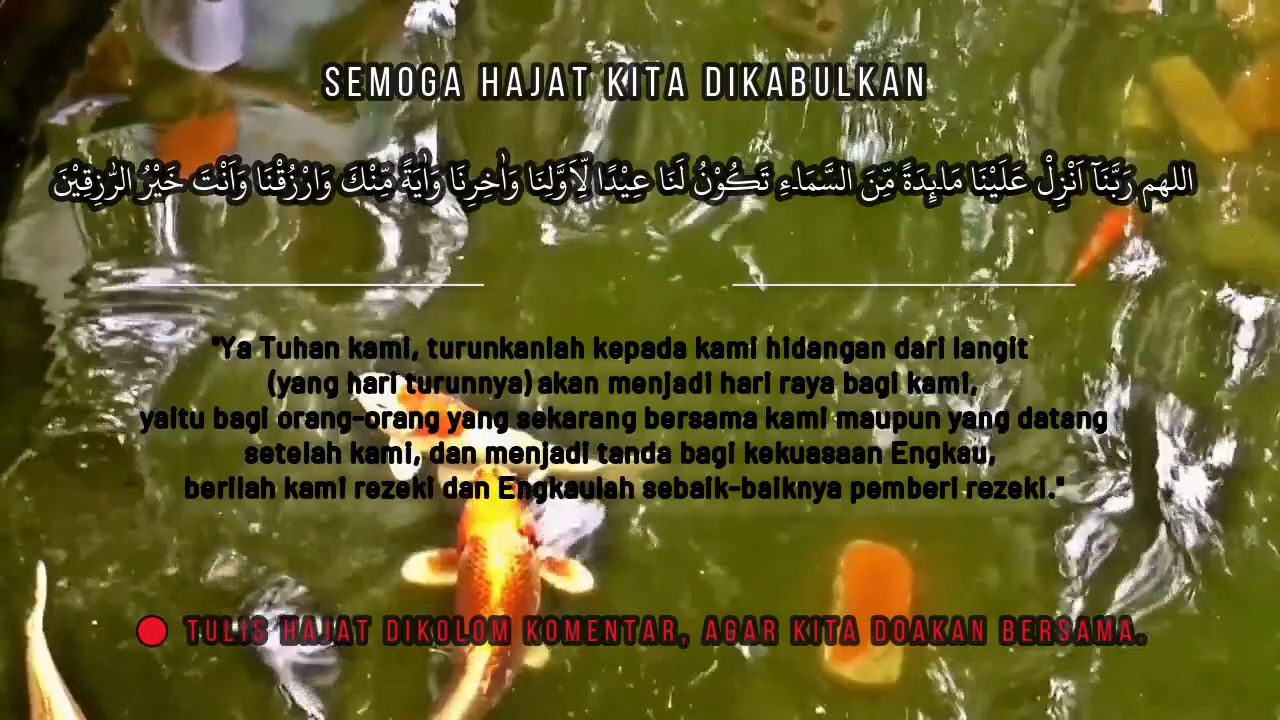 SEMOGA HAJAT KITA DIKABULKAN
اللهم رَبَّنَآ اَنْزِلْ عَلَيْنَا مَاۤىِٕدَةً مِّنَ السَّمَاۤءِ تَكُوْنُ لَنَا عِيْدًا لِّاَوَّلِنَا وَاٰخِرِنَا وَاٰيَةً مِّنْكَ وَارْزُقْنَا وَاَنْتَ خَيْرُ الرّٰزِقِيْنَ
"Ya Tuhan kami, turunkanlah kepada kami hidangan dari langit
(yang hari turunnya) akan menjadi hari raya bagi kami,
yaitu bagi orang-orang yang sekarang bersama kami maupun yang datang
setelah kami, dan menjadi tanda bagi kekuasaan Engkau,
berilah kami rezeki dan Engkaulah sebaik-baiknya pemberi rezeki."
TULIS HAJAT DIKOLOM KOMENTAR, AGAR KITA DOAKAN BERSAMA.